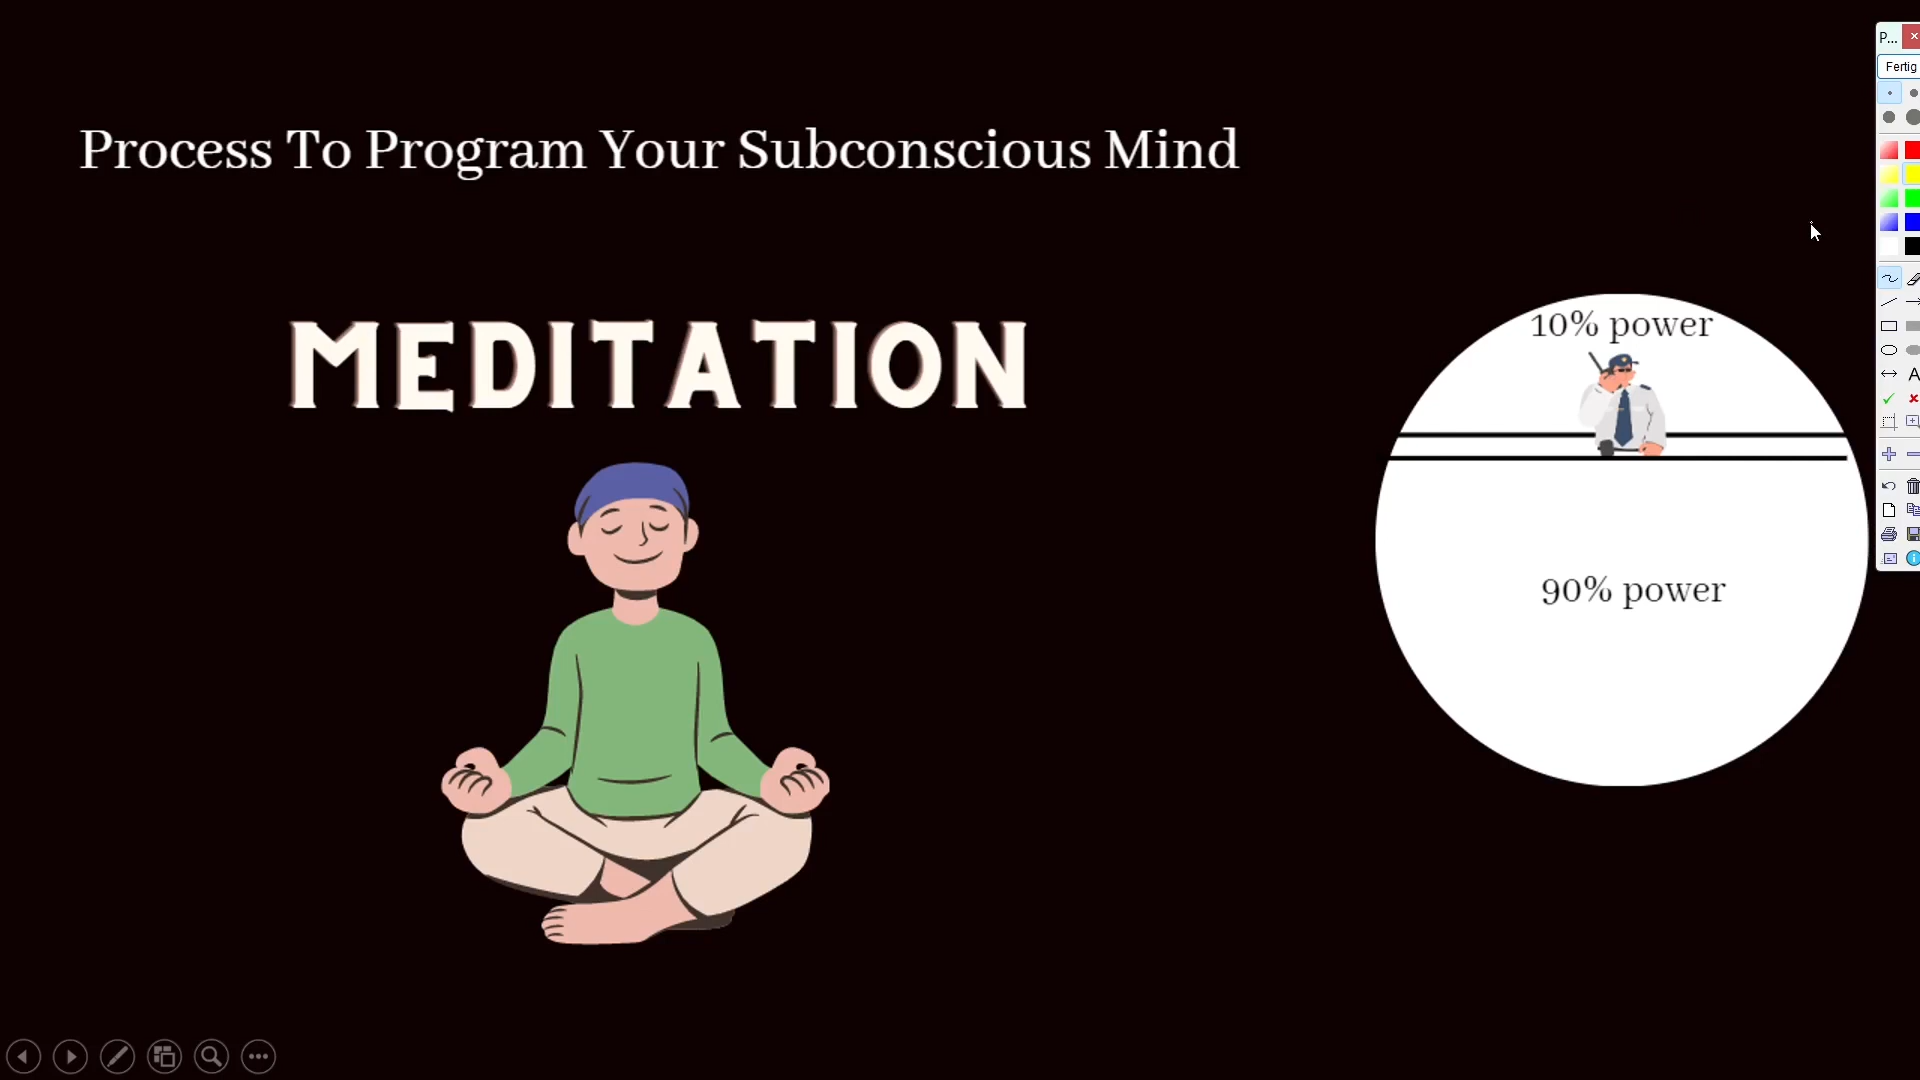 Process To Program Your Subconscious Mind
MEDITATION
10% power
90% power
P...
Fertig
A